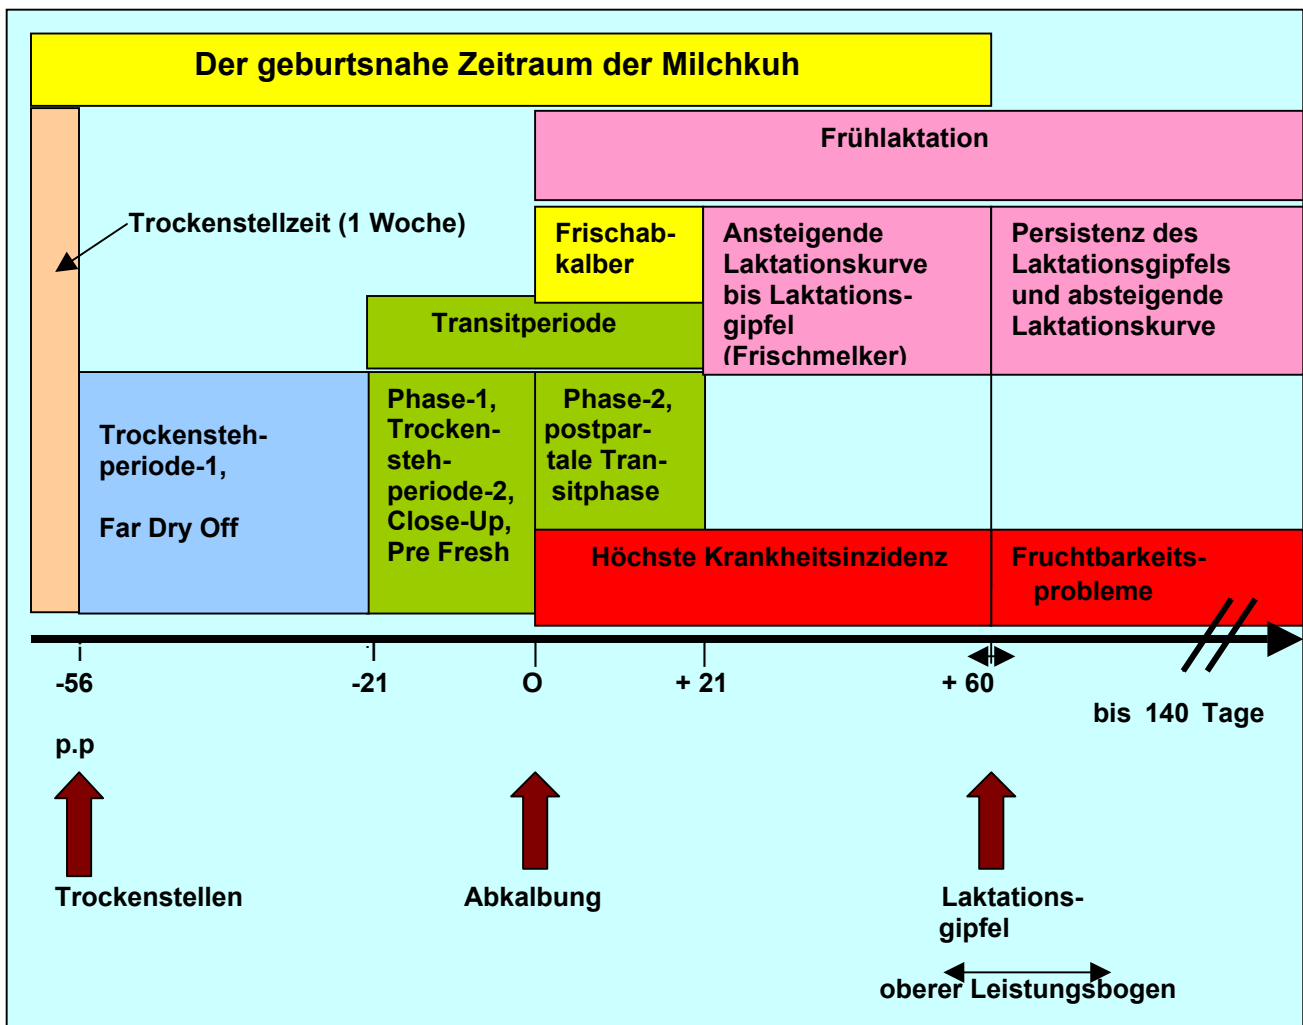 Der geburtsnahe Zeitraum der Milchkuh
Frühlaktation
Trockenstellzeit (1 Woche)
Frischab-
kalber
Ansteigende
Laktationskurve
bis Laktations-
gipfel
(Frischmelker)
Persistenz des
Laktationsgipfels
und absteigende
Laktationskurve
Transitperiode
Trockensteh-
periode-1,
Far Dry Off
Phase-1,
Trocken-
steh-
periode-2,
Close-Up,
Pre Fresh
Phase-2,
postpar-
tale Tran-
sitphase
Höchste Krankheitsinzidenz
Fruchtbarkeits-
probleme
-56
-21
O
+ 21
+ 60
bis 140 Tage
p.p
Trockenstellen
Abkalbung
Laktations-
gipfel
oberer Leistungsbogen